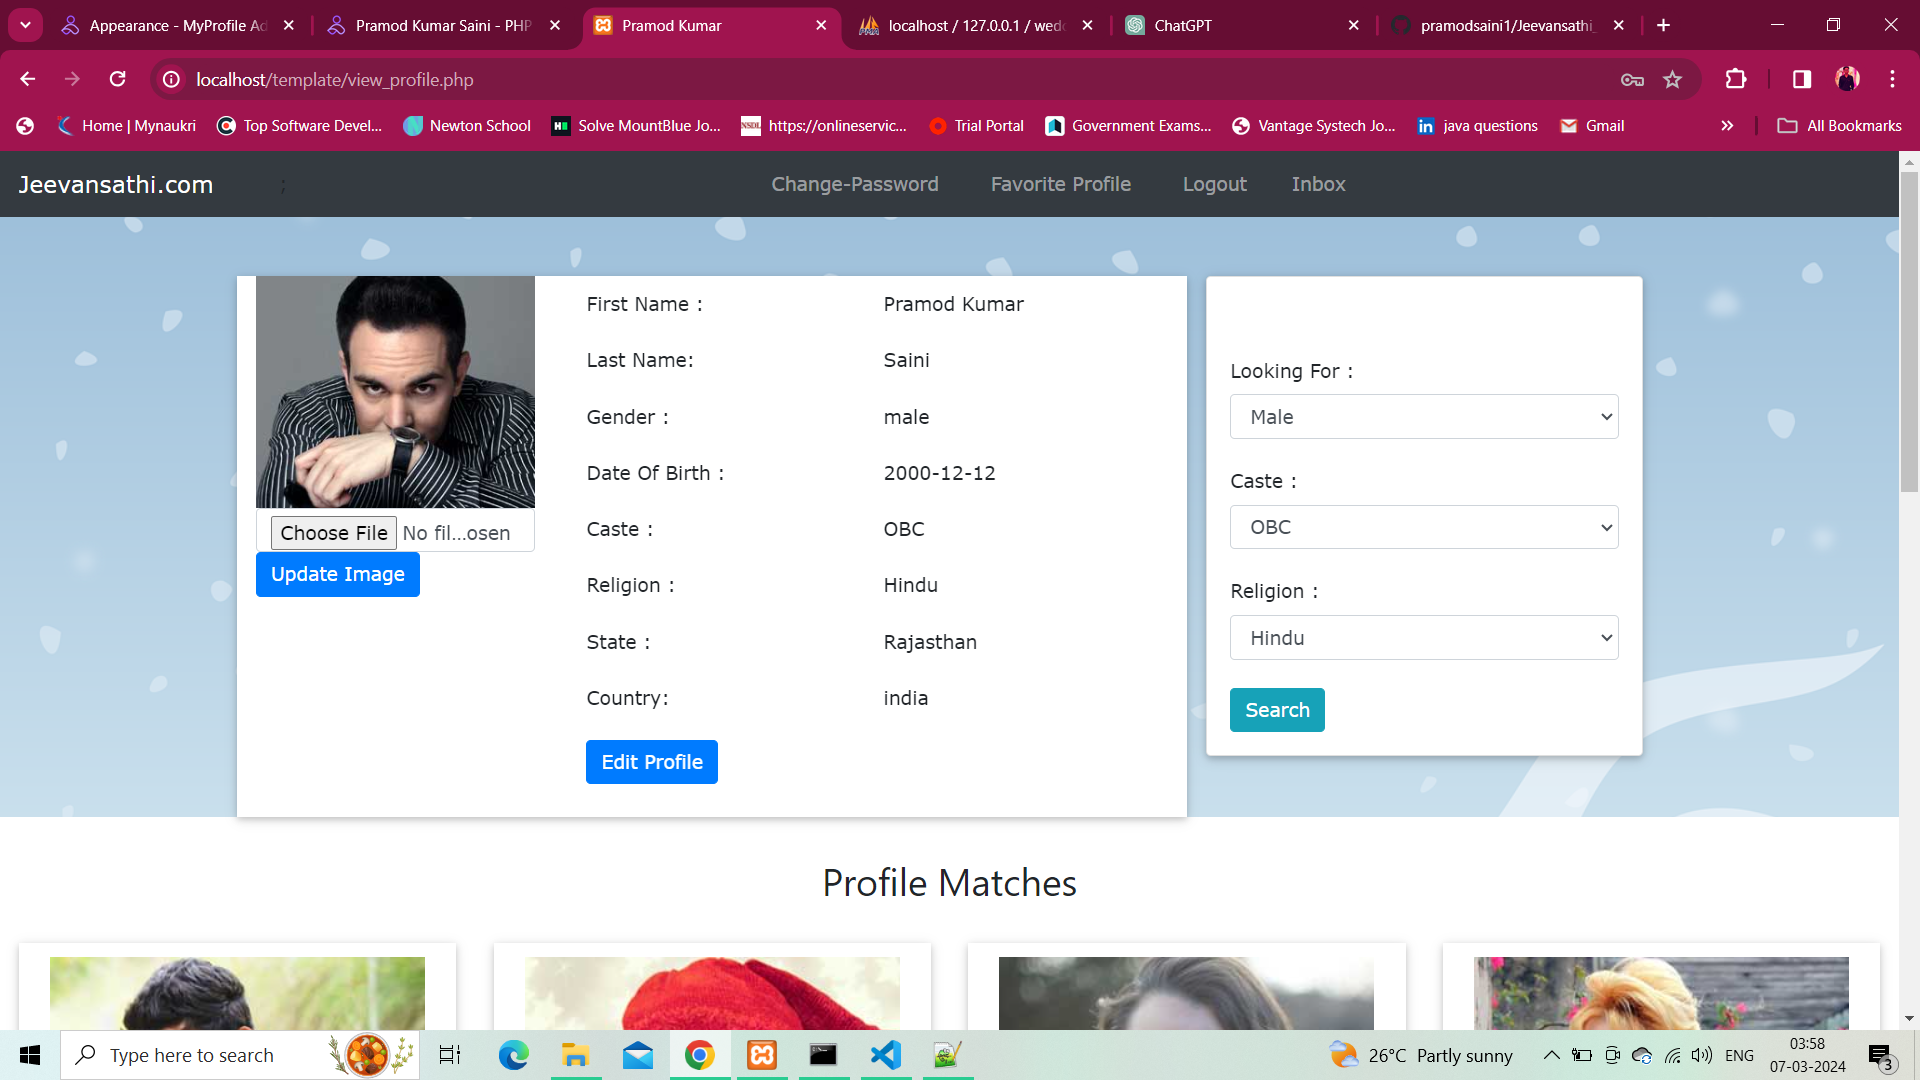 Appearance - MyProfile Ad
Pramod Kumar Saini - PHP
Pramod Kumar
localhost / 127.0.0.1 / wedd
ChatGPT
pramodsaini1/Jeevansathi_
localhost/template/view_profile.php
Home | Mynaukri
Top Software Devel...
Newton School
Solve MountBlue Jo...
NSDL
https://onlineservic...
Trial Portal
Government Exams...
Vantage Systech Jo...
java questions
Gmail
All Bookmarks
Jeevansathi.com
;
Change-Password
Favorite Profile
Logout
Inbox
First Name :
Pramod Kumar
Last Name:
Saini
Gender :
male
Date Of Birth :
2000-12-12
Caste :
OBC
Religion :
Hindu
State :
Rajasthan
Country:
india
Edit Profile
Choose File No fil...osen
Update Image
Looking For :
Male
Caste :
OBC
Religion :
Hindu
Search
Profile Matches
Type here to search
26°C Partly sunny
ENG
03:58
07-03-2024
3